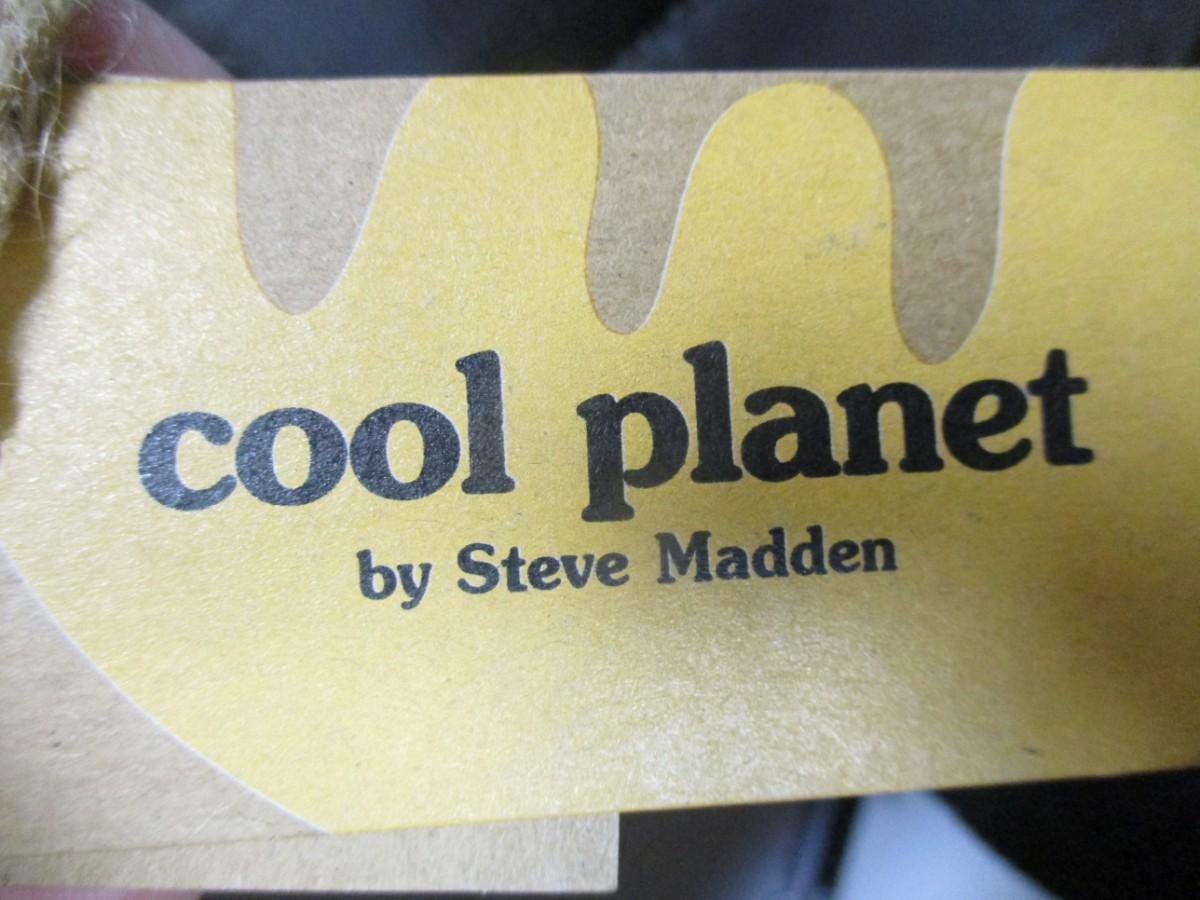 cool planet
by Steve Madden